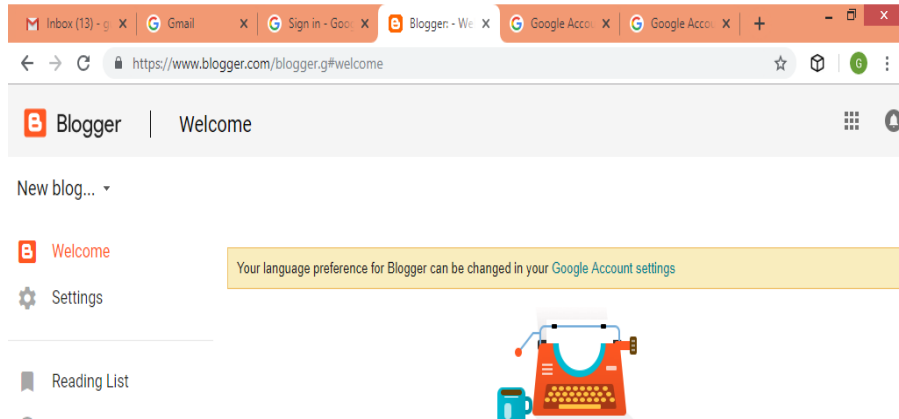 Inbox (13) - g
Gmail
Sign in - Goog
Blogger: - We
Google Accou
Google Accou
https://www.blogger.com/blogger.g#welcome
G
Blogger
Welcome
New blog...
Welcome
Your language preference for Blogger can be changed in your Google Account settings
Settings
Reading List